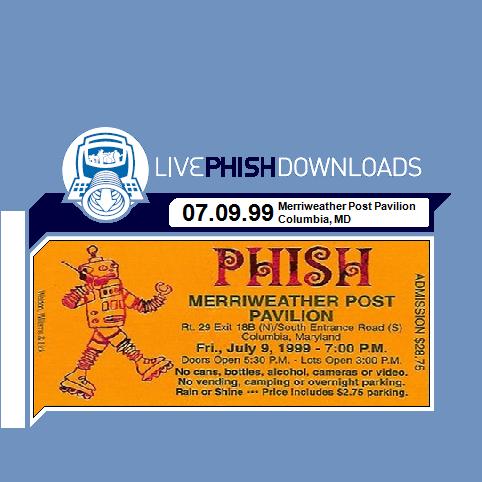 LIVEPHISHDOWNLOADS
07.09.99
Merriweather Post Pavilion
Columbia, MD
PHISH
MERRIWEATHER POST
PAVILION
Rt. 29 Exit 18B (N)/South Entrance Road (S)
Columbia, Maryland
Fri., July 9, 1999 - 7:00 P.M.
Doors Open 5:30 P.M. - Lots Open 3:00 P.M.
No cans, bottles, alcohol, cameras or video.
No vending, camping or overnight parking.
Rain or Shine --- Price Includes $2.75 parking.
ADMISSION $28.75